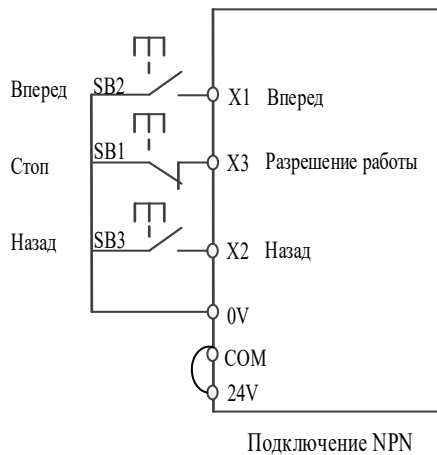 Вперед SB2 X1 Вперед
Стоп SB1 X3 Разрешение работы
Назад SB3 X2 Назад
0V
COM
24V
Подключение NPN